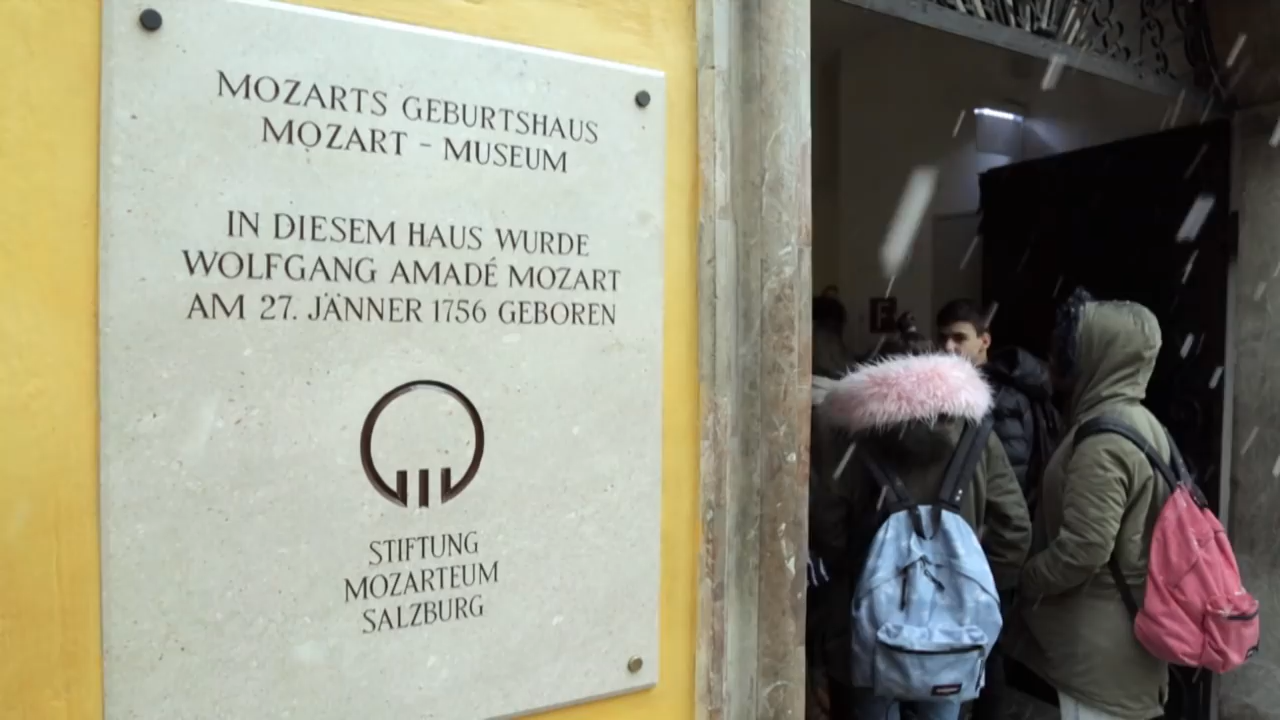 MOZARTS GEBURTSHAUS
MOZART - MUSEUM
IN DIESEM HAUS WURDE
WOLFGANG AMADÉ MOZART
AM 27. JÄNNER 1756 GEBOREN
STIFTUNG
MOZARTEUM
SALZBURG